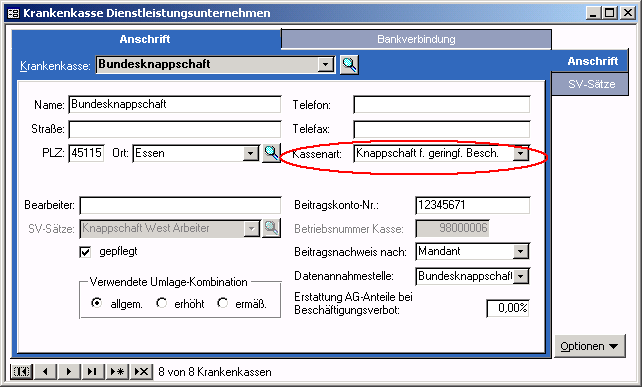 Krankenkasse Dienstleistungsunternehmen
Anschrift
Bankverbindung
Krankenkasse: Bundesknappschaft
Anschrift
SV-Sätze
Name: Bundesknappschaft
Telefon:
Straße:
Telefax:
PLZ: 45115 Ort: Essen
Kassenart: Knappschaft f. geringf. Besch.
Bearbeiter:
Beitragskonto-Nr.: 12345671
SV-Sätze: Knappschaft West Arbeiter
Betriebsnummer Kasse: 98000006
gepflegt
Beitragsnachweis nach: Mandant
Datenannahmestelle: Bundesknappschaft
Verwendete Umlage-Kombination
allgem. erhöht ermäß.
Erstattung AG-Anteile bei
Beschäftigungsverbot: 0,00%
Optionen
8 von 8 Krankenkassen